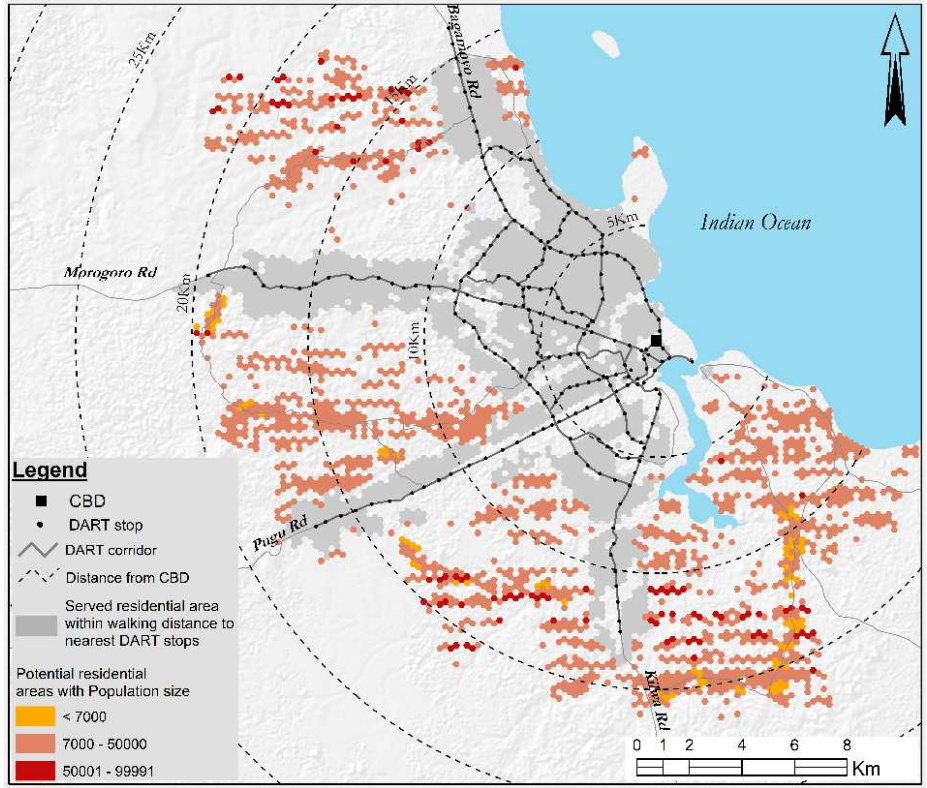 Bagamoyo Rd
25Km
15Km
5Km
Indian Ocean
Morogoro Rd
20Km
10Km
Legend
CBD
DART stop
DART corridor
Distance from CBD
Served residential area
within walking distance to
nearest DART stops
Potential residential
areas with Population size
< 7000
7000 - 50000
50001 - 99991
Pugu Rd
Kilwa Rd
0 1 2 4 6 8
Km